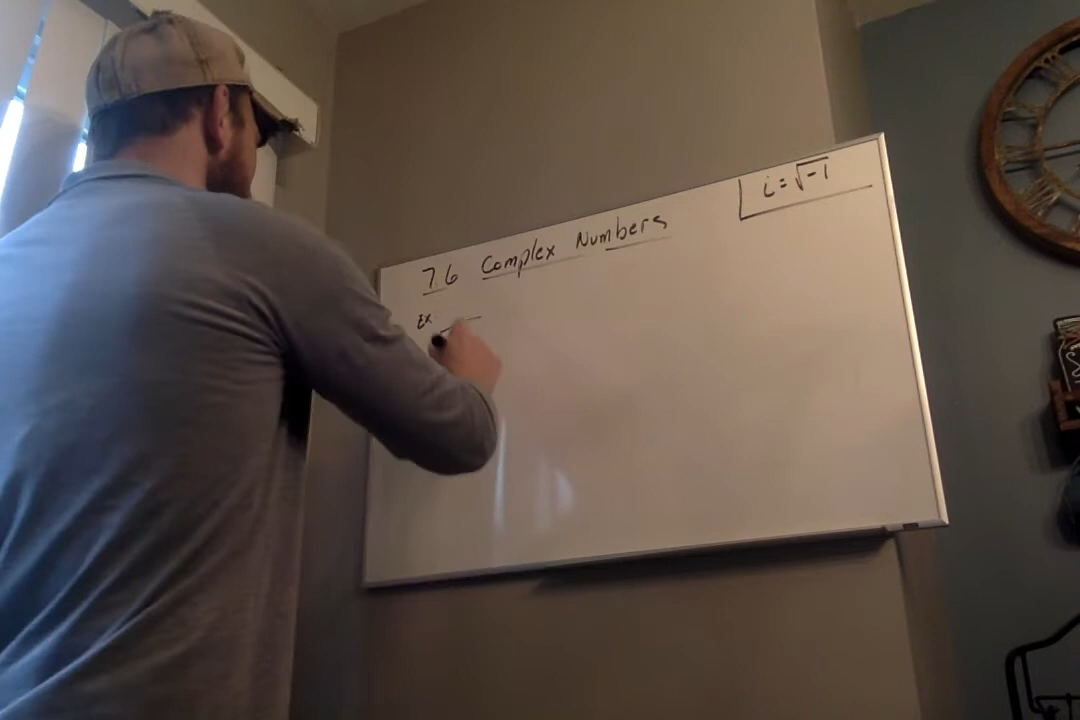 i = √-1
7.6 Complex Numbers
Ex